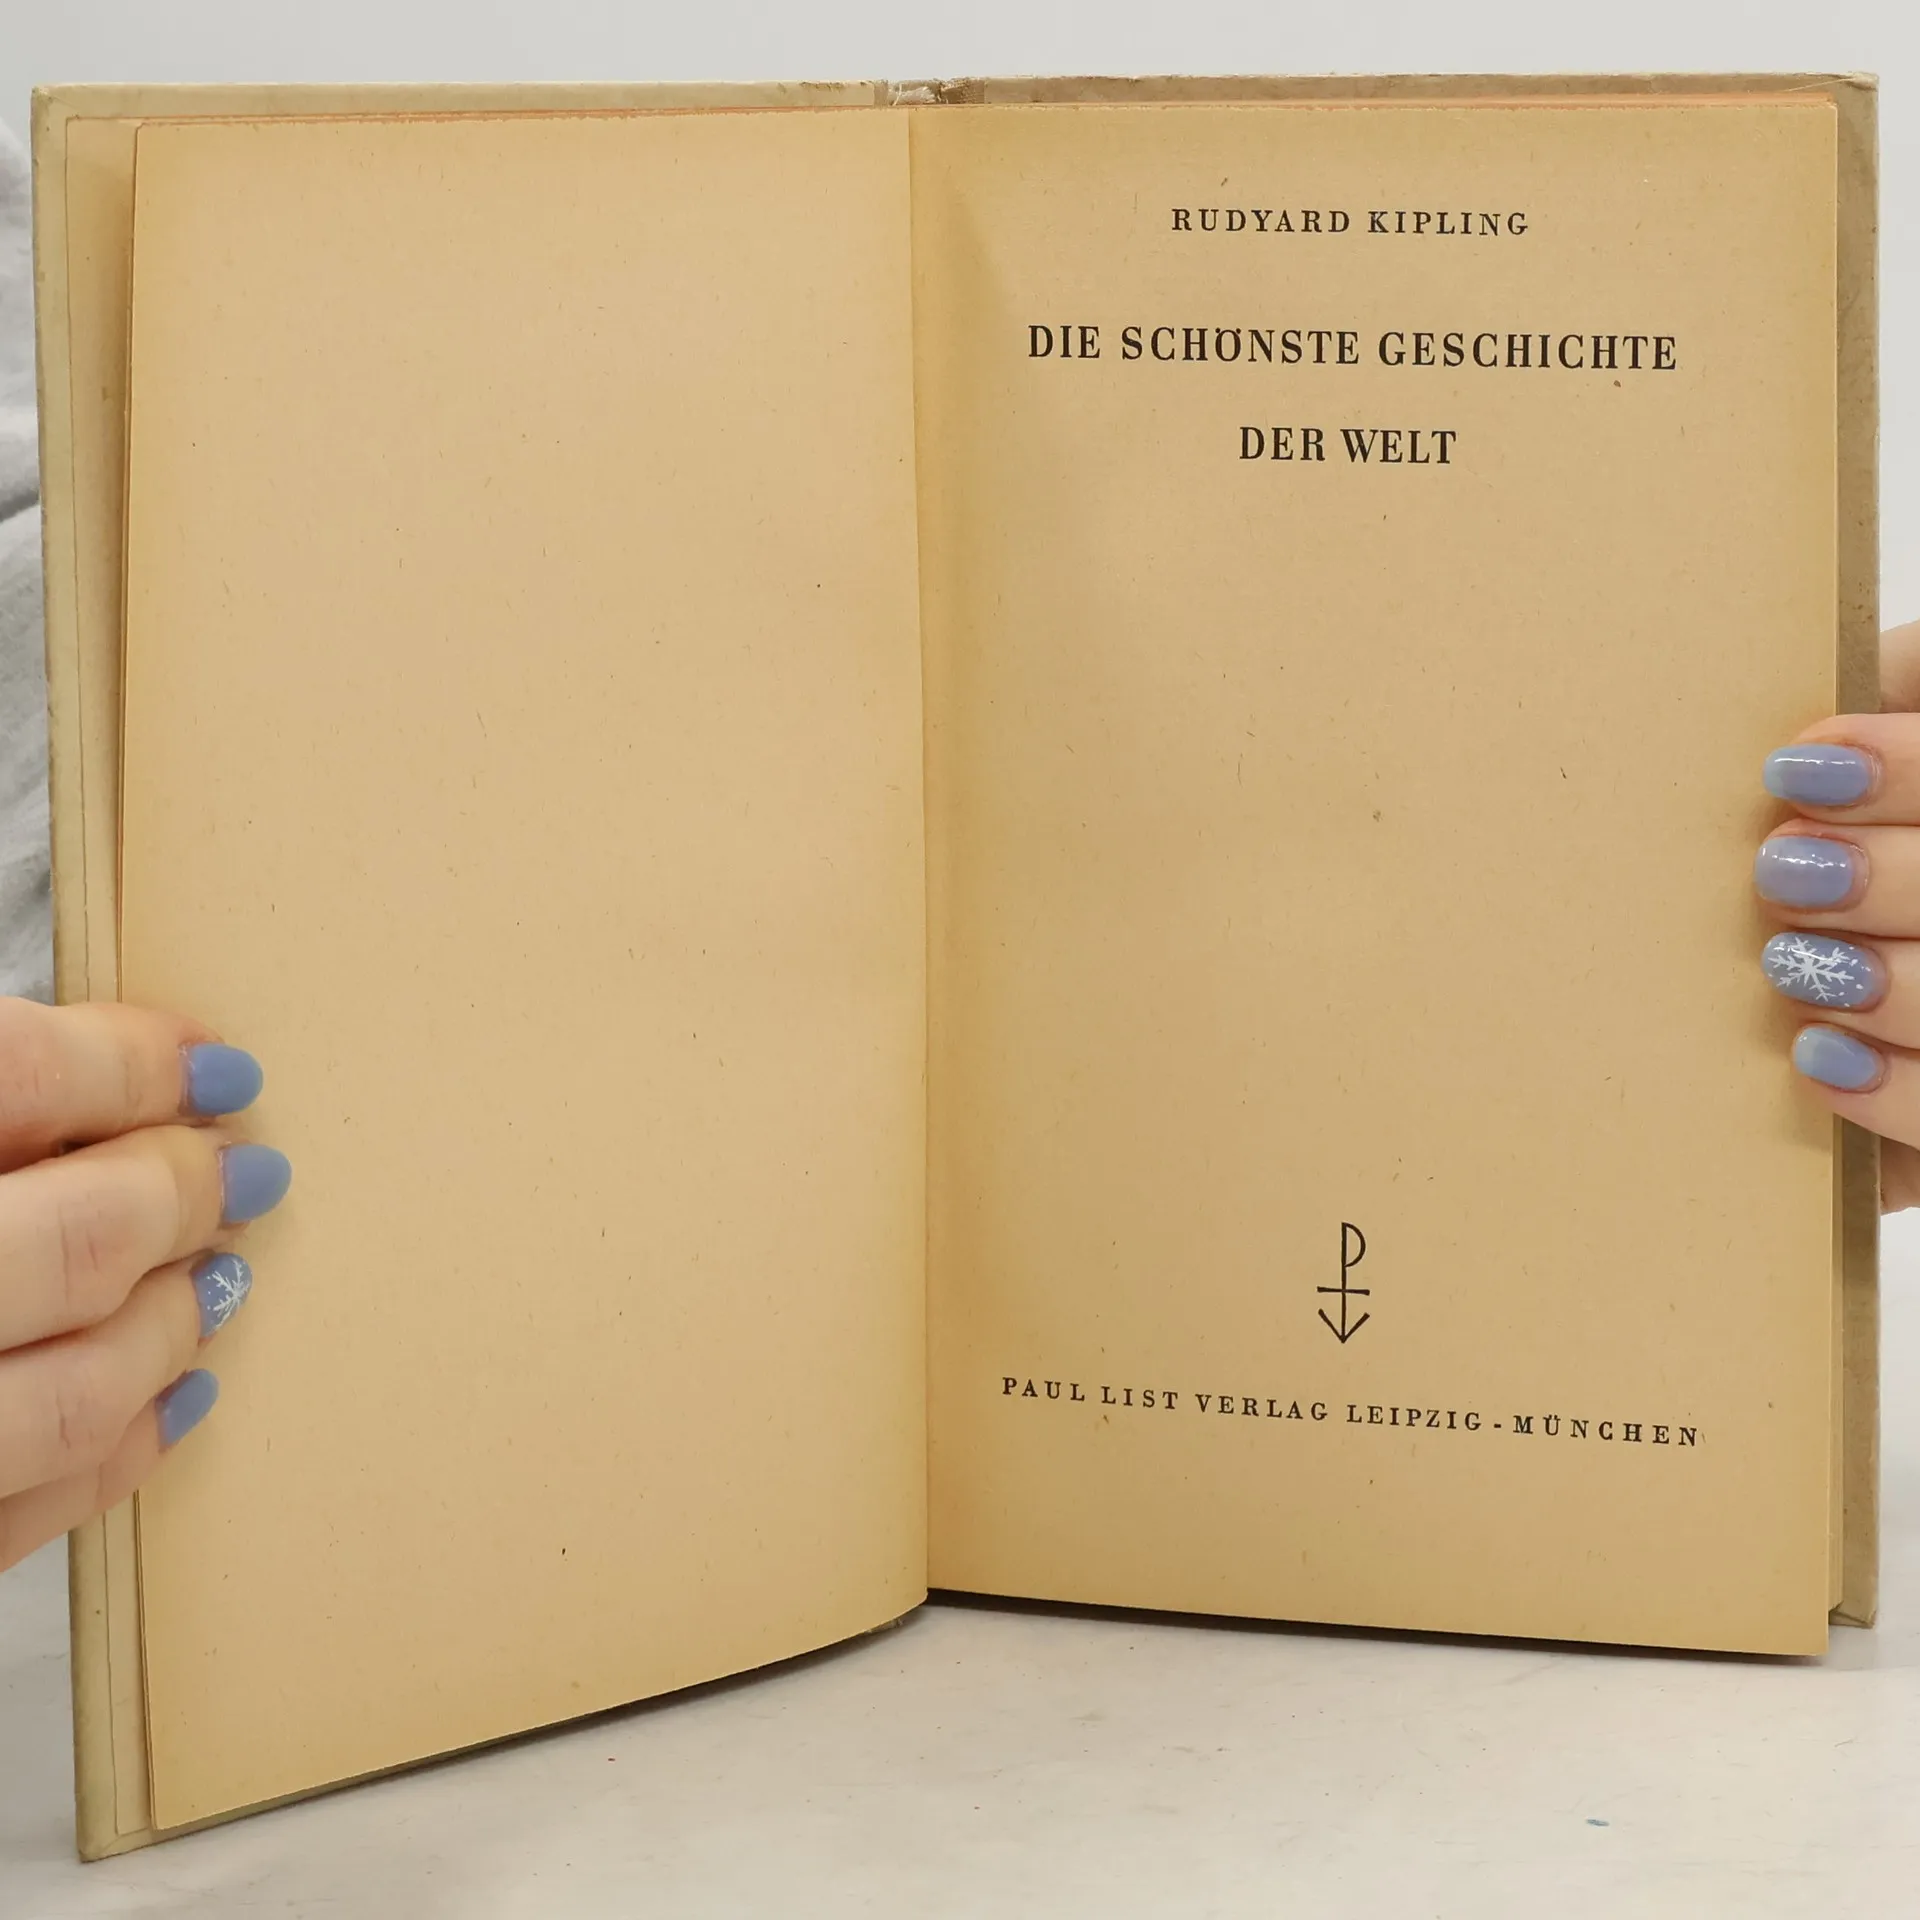 RUDYARD KIPLING
DIE SCHÖNSTE GESCHICHTE
DER WELT
PAUL LIST VERLAG LEIPZIG - MÜNCHEN